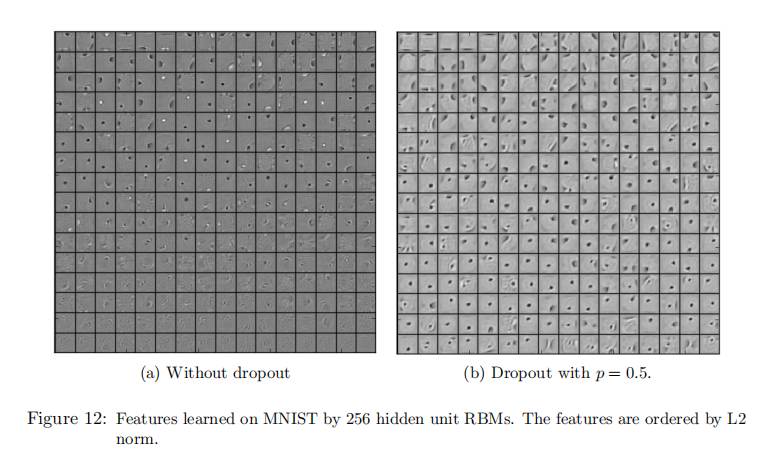 (a) Without dropout
(b) Dropout with p = 0.5.
Figure 12: Features learned on MNIST by 256 hidden unit RBMs. The features are ordered by L2
norm.